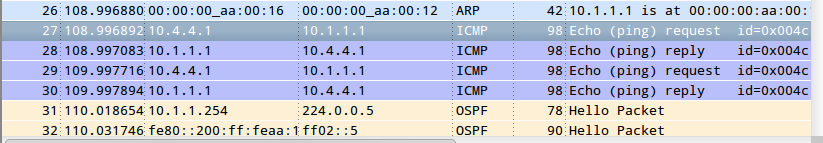 26 108.996880 00:00:00_aa:00:16 00:00:00_aa:00:12 ARP 42 10.1.1.1 is at 00:00:00:aa:00:
27 108.996892 10.4.4.1 10.1.1.1 ICMP 98 Echo (ping) request id=0x004c
28 108.997083 10.1.1.1 10.4.4.1 ICMP 98 Echo (ping) reply id=0x004c
29 109.997716 10.4.4.1 10.1.1.1 ICMP 98 Echo (ping) request id=0x004c
30 109.997894 10.1.1.1 10.4.4.1 ICMP 98 Echo (ping) reply id=0x004c
31 110.018654 10.1.1.254 224.0.0.5 OSPF 78 Hello Packet
32 110.031746 fe80::200:ff:feaa:1 ff02::5 OSPF 90 Hello Packet